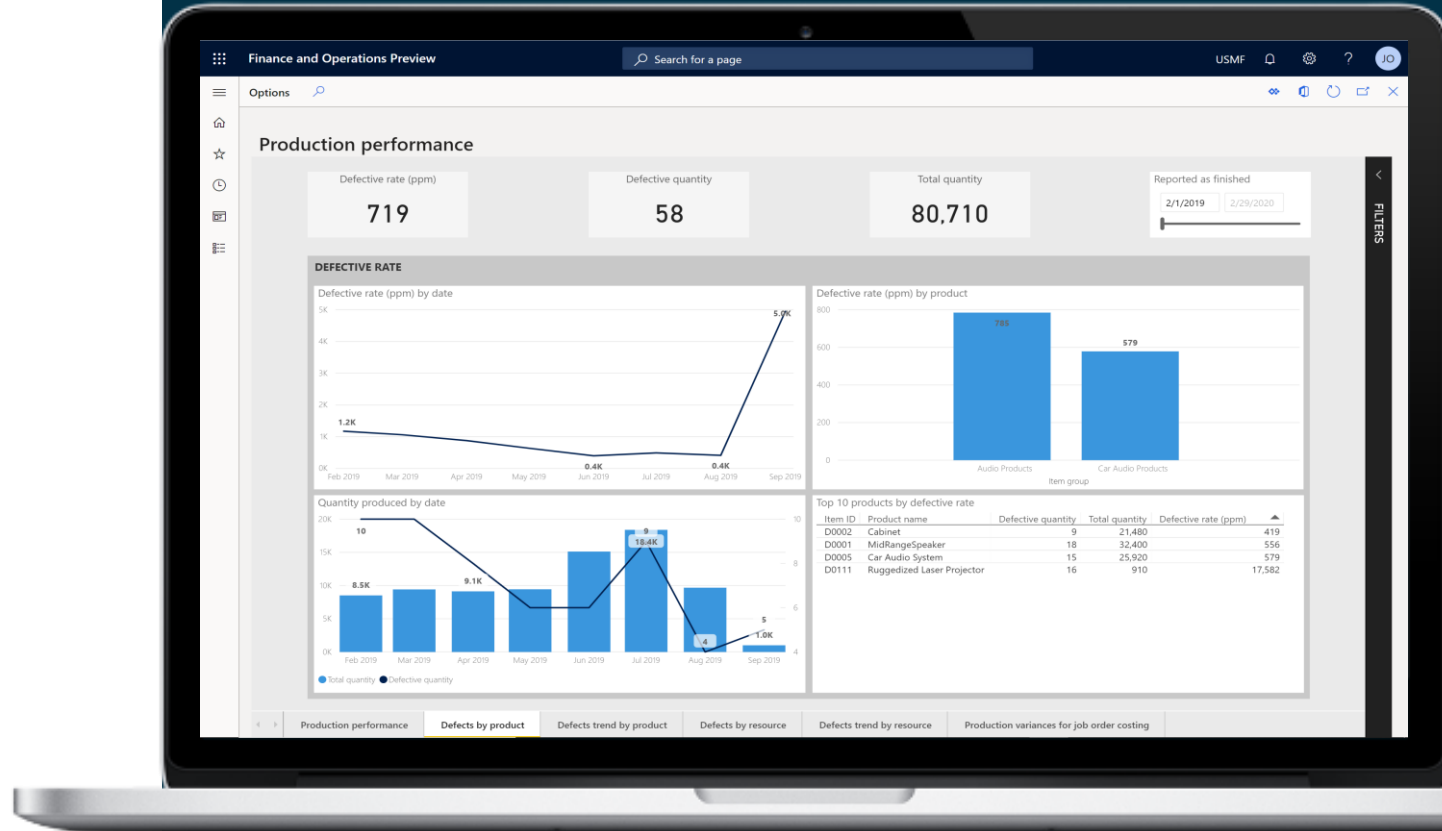 Finance and Operations Preview
Search for a page
USMF
?
JO
Options
Production performance
Defective rate (ppm)
719
Defective quantity
58
Total quantity
80,710
Reported as finished
2/1/2019 2/29/2020
FILTERS
DEFECTIVE RATE
Defective rate (ppm) by date
5K
4K
3K
2K
1K
0K
1.2K
0.4K
0.4K
5.0K
Feb 2019 Mar 2019 Apr 2019 May 2019 Jun 2019 Jul 2019 Aug 2019 Sep 2019
Defective rate (ppm) by product
800
600
400
200
0
785
579
Audio Products Car Audio Products
Item group
Quantity produced by date
20K
15K
10K
5K
0K
10
8
6
4
10
8.5K
9.1K
9
18.4K
4
5
1.0K
Feb 2019 Mar 2019 Apr 2019 May 2019 Jun 2019 Jul 2019 Aug 2019 Sep 2019
Total quantity Defective quantity
Top 10 products by defective rate
Item ID Product name Defective quantity Total quantity Defective rate (ppm)
D0002 Cabinet 9 21,480 419
D0001 MidRangeSpeaker 18 32,400 556
D0005 Car Audio System 15 25,920 579
D0111 Ruggedized Laser Projector 16 910 17,582
Production performance Defects by product Defects trend by product Defects by resource Defects trend by resource Production variances for job order costing